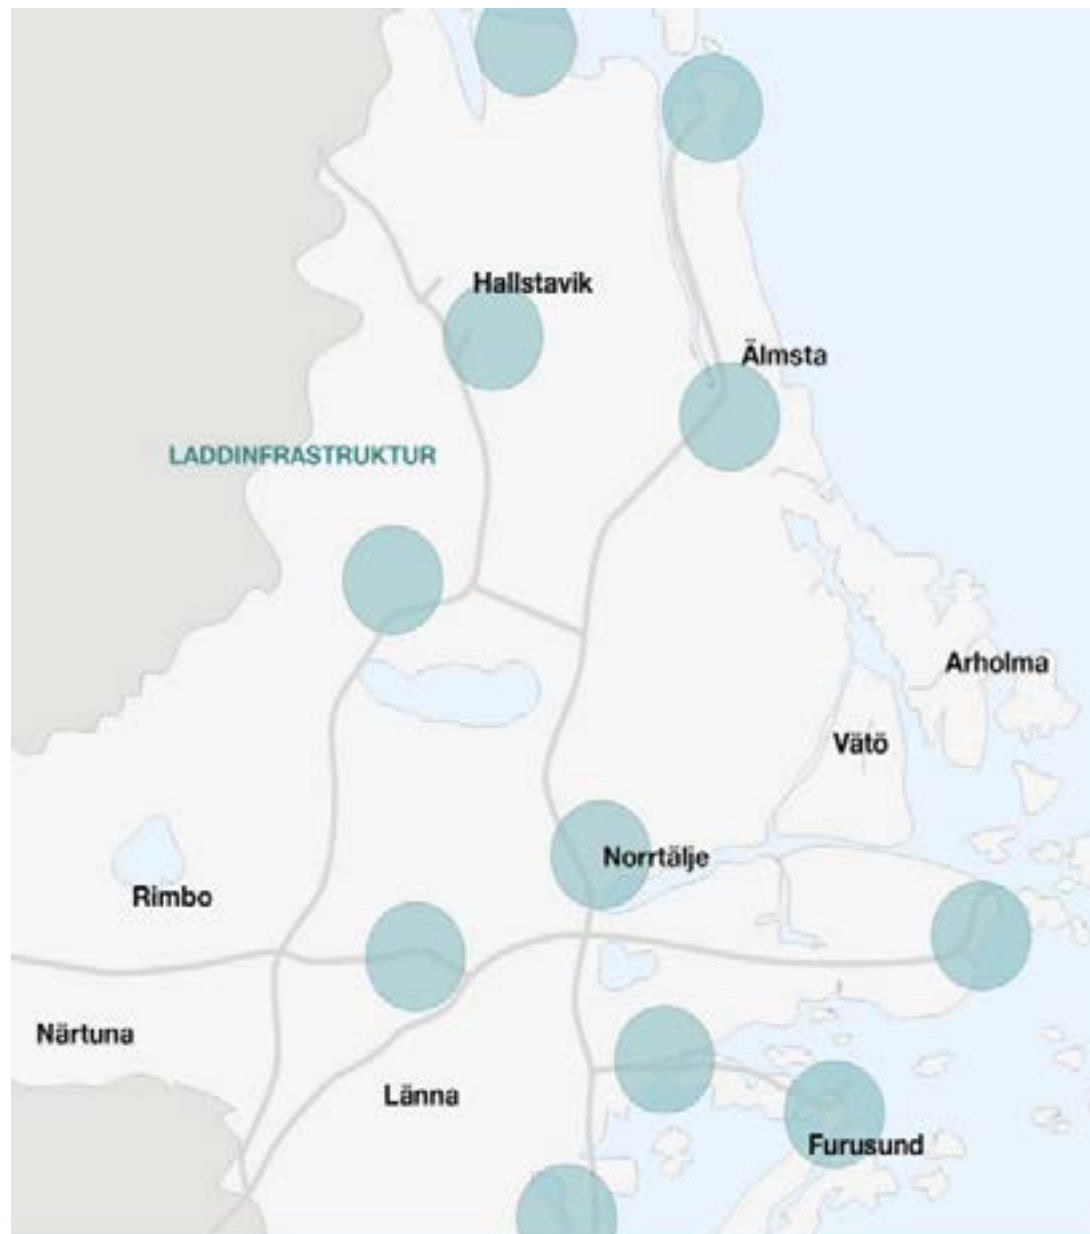 Hallstavik
Älmsta
LADDINFRASTRUKTUR
Arholma
Vätö
Norrtälje
Rimbo
Närtuna
Länna
Furusund